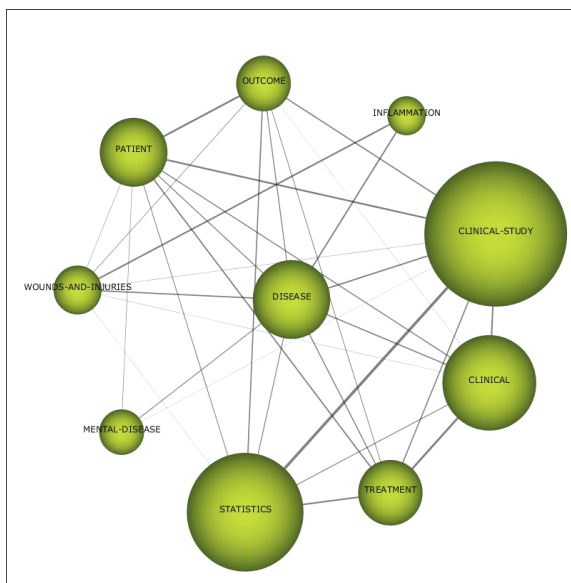 OUTCOME
INFLAMMATION
PATIENT
CLINICAL-STUDY
WOUNDS-AND-INJURIES
DISEASE
CLINICAL
MENTAL-DISEASE
TREATMENT
STATISTICS